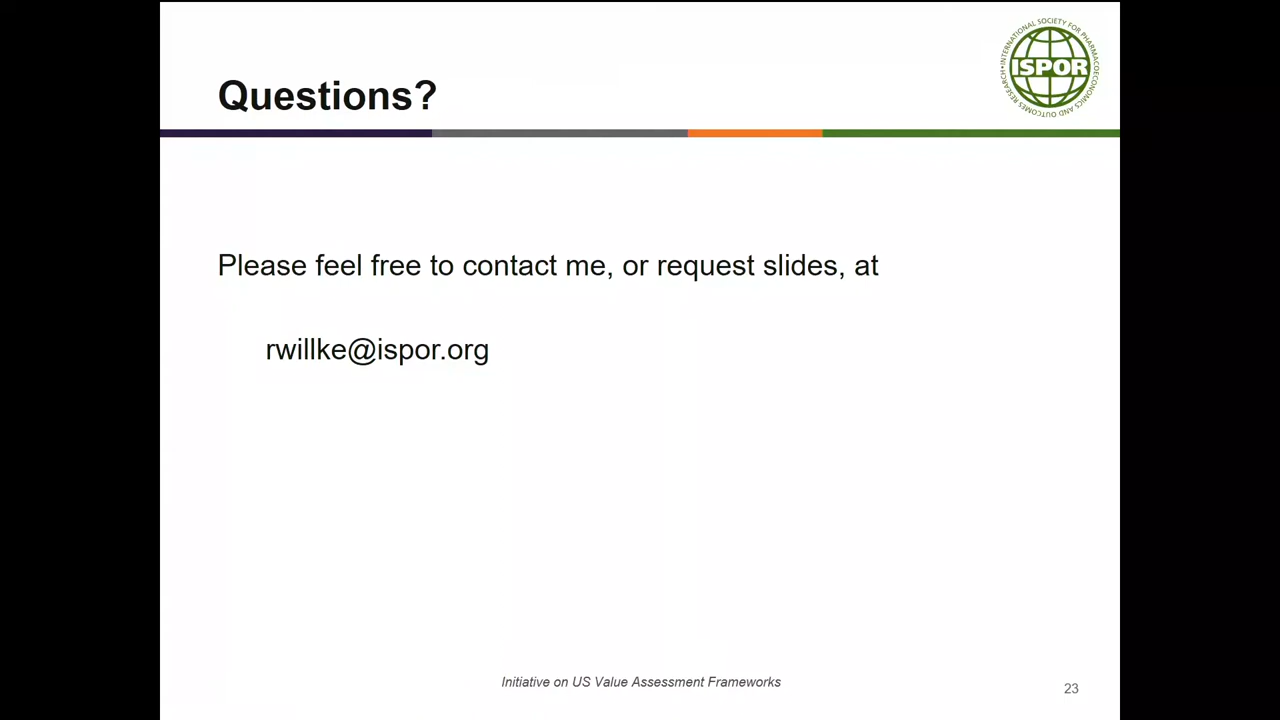 INTERNATIONAL SOCIETY FOR PHARMACOECONOMICS AND OUTCOMES RESEARCH
ISPOR
Questions?
Please feel free to contact me, or request slides, at
rwillke@ispor.org
Initiative on US Value Assessment Frameworks
23